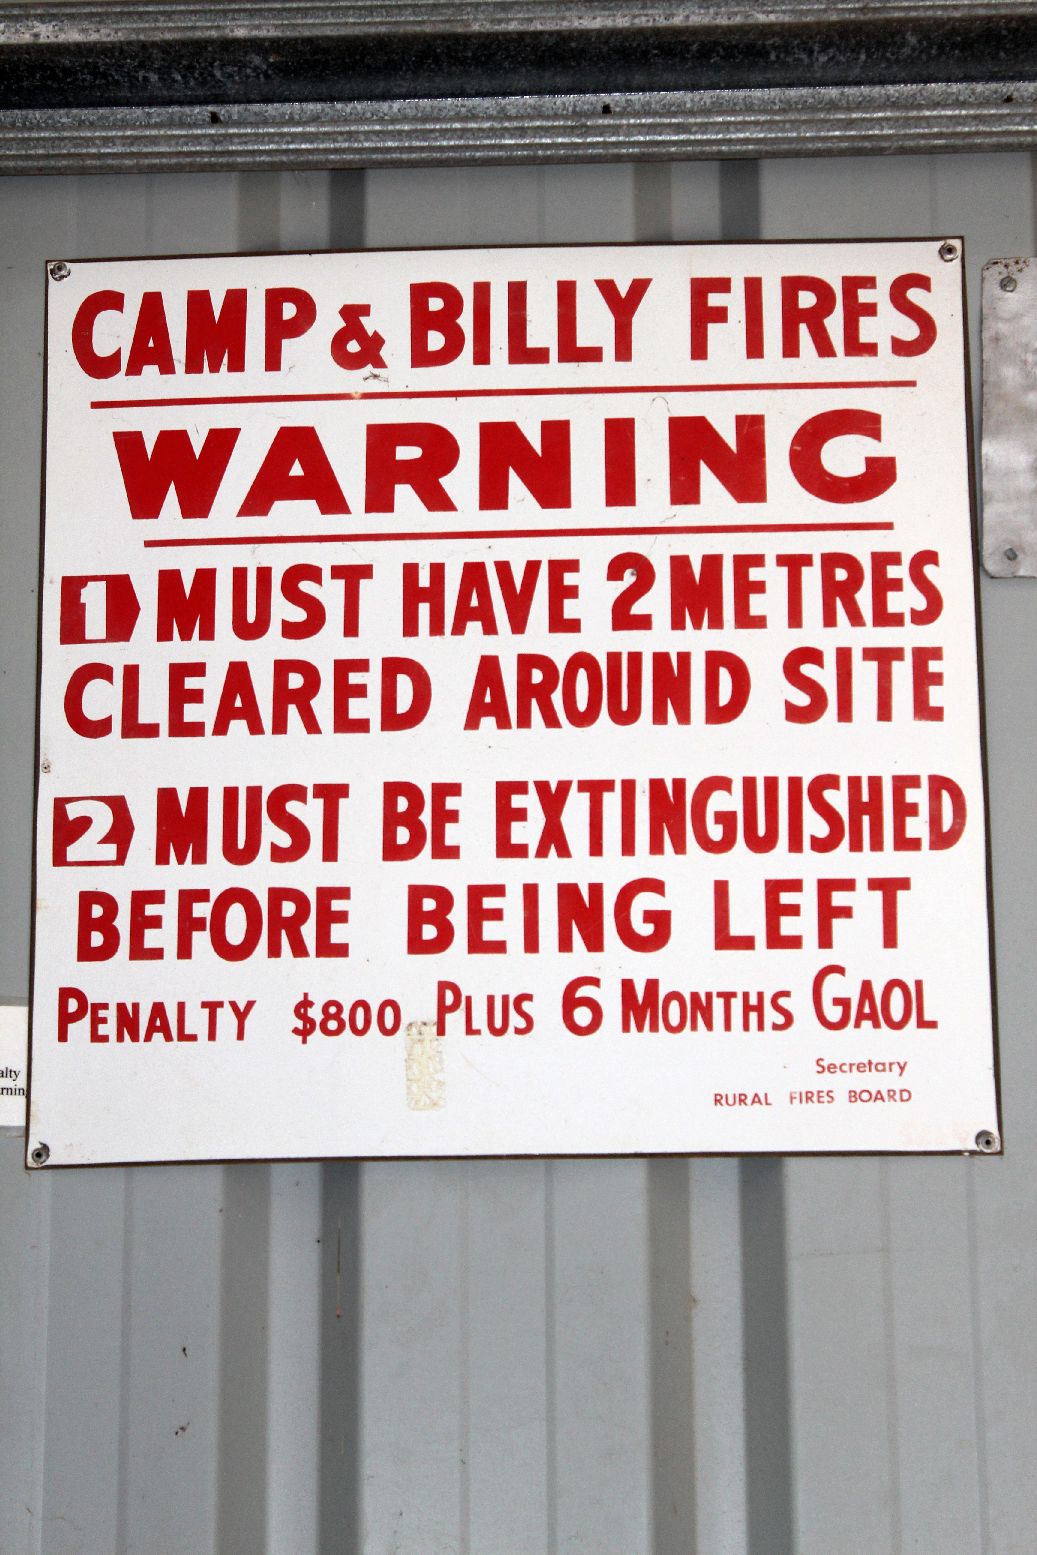 CAMP & BILLY FIRES
WARNING
1 MUST HAVE 2 METRES
CLEARED AROUND SITE
2 MUST BE EXTINGUISHED
BEFORE BEING LEFT
PENALTY $800 PLUS 6 MONTHS GAOL
Secretary
RURAL FIRES BOARD